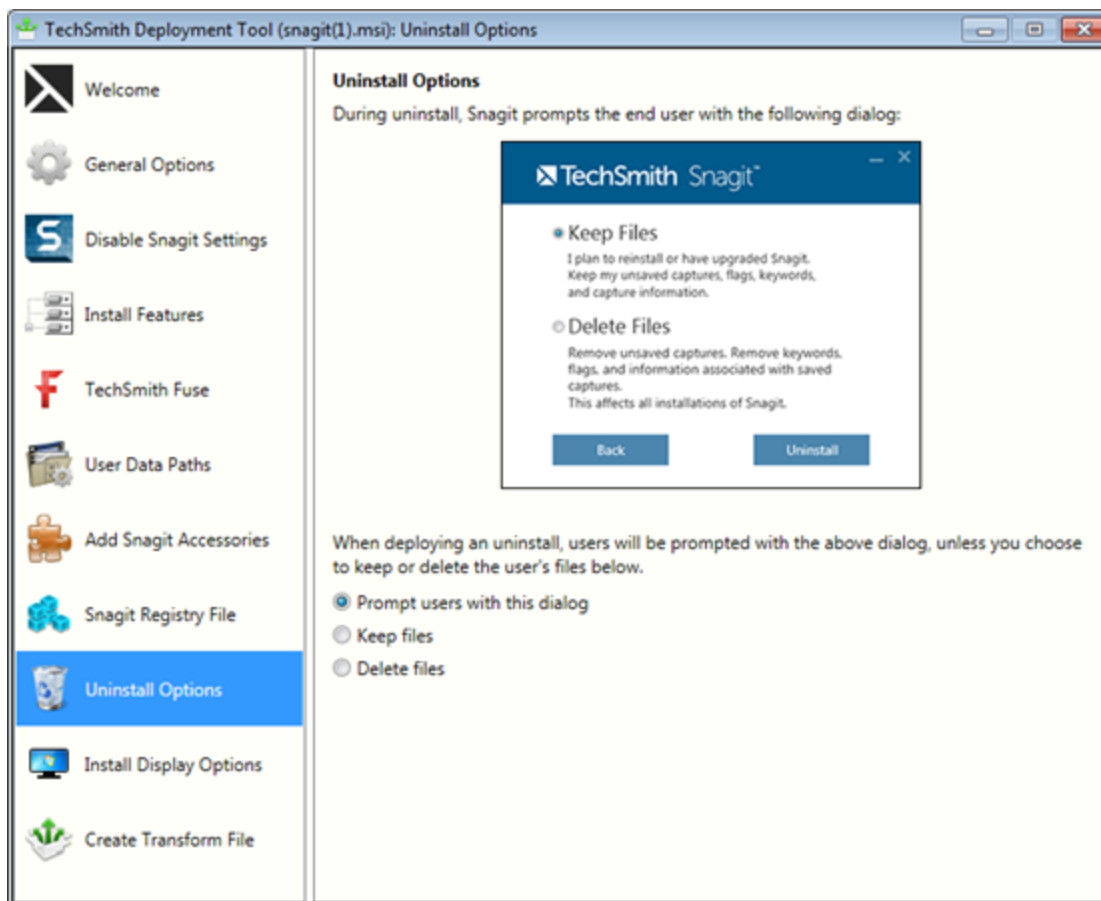 TechSmith Deployment Tool (snagit(1).msi): Uninstall Options
Welcome
General Options
Disable Snagit Settings
Install Features
TechSmith Fuse
User Data Paths
Add Snagit Accessories
Snagit Registry File
Uninstall Options
Install Display Options
Create Transform File
Uninstall Options
During uninstall, Snagit prompts the end user with the following dialog:
TechSmith Snagit™
Keep Files
I plan to reinstall or have upgraded Snagit.
Keep my unsaved captures, flags, keywords,
and capture information.
Delete Files
Remove unsaved captures. Remove keywords,
flags, and information associated with saved
captures.
This affects all installations of Snagit.
Back
Uninstall
When deploying an uninstall, users will be prompted with the above dialog, unless you choose
to keep or delete the user's files below.
Prompt users with this dialog
Keep files
Delete files